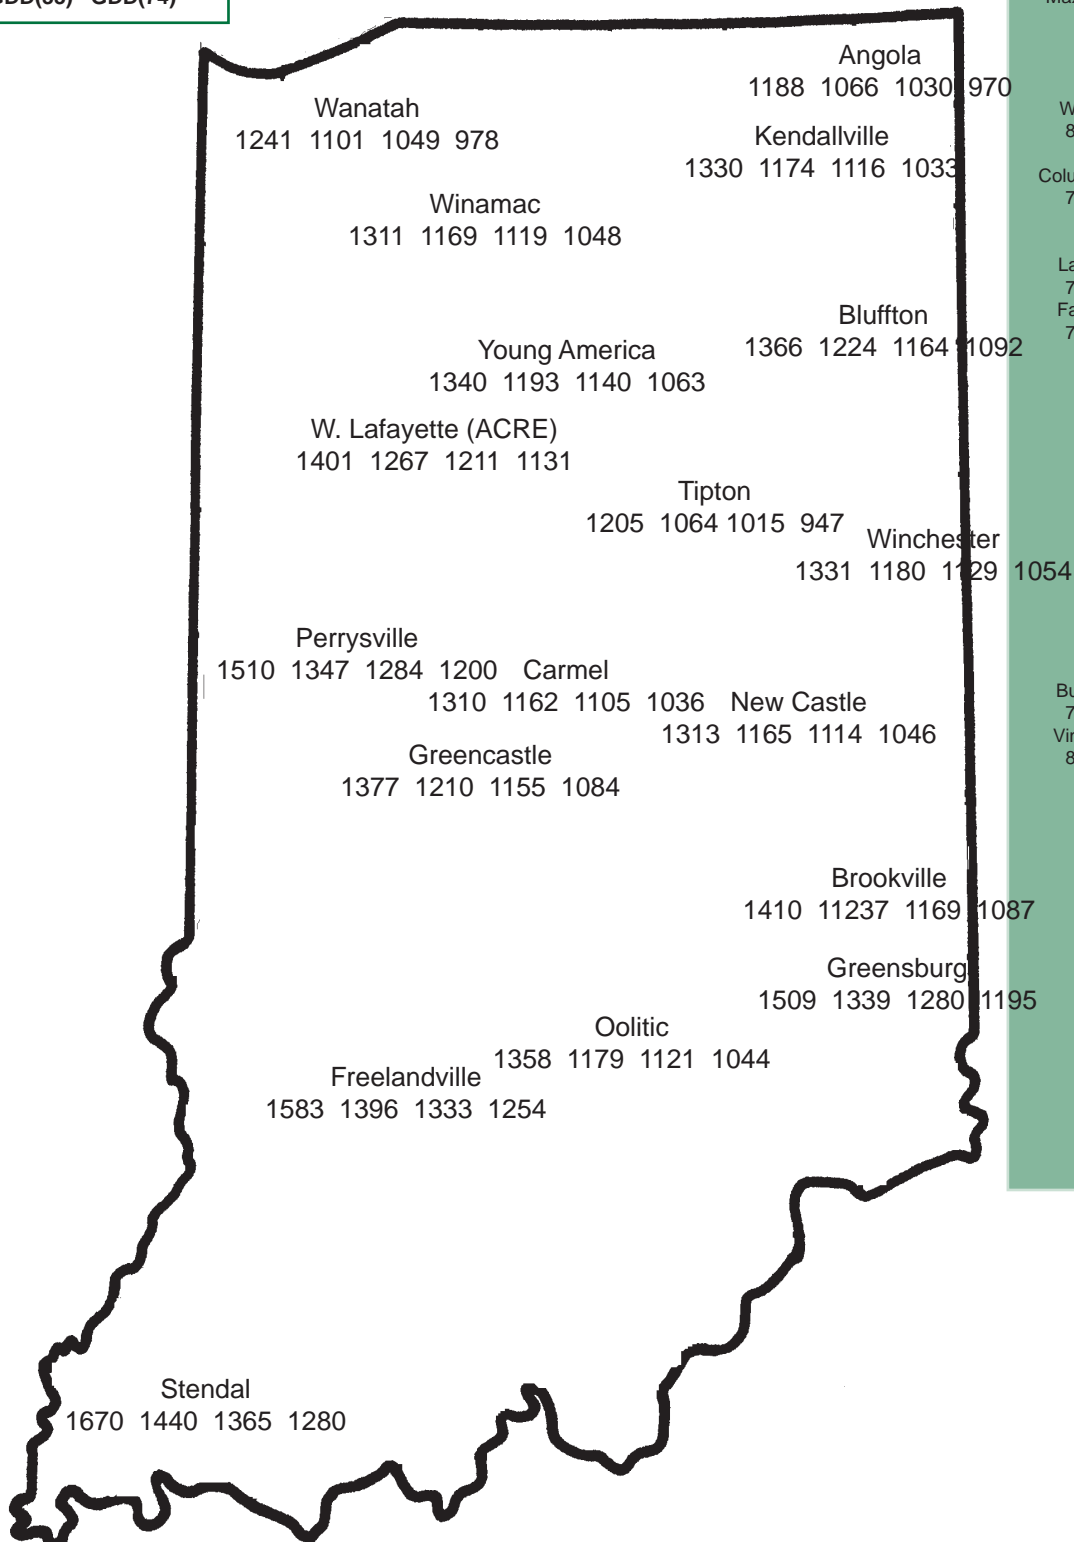 GDD(74)
Angola
1188 1066 1030 970
Wanatah
1241 1101 1049 978
Kendallville
1330 1174 1116 1033
Winamac
1311 1169 1119 1048
Bluffton
1366 1224 1164 1092
Young America
1340 1193 1140 1063
W. Lafayette (ACRE)
1401 1267 1211 1131
Tipton
1205 1064 1015 947
Winchester
1331 1180 1129 1054
Perrysville
1510 1347 1284 1200
Carmel
1310 1162 1105 1036
New Castle
1313 1165 1114 1046
Greencastle
1377 1210 1155 1084
Brookville
1410 11237 1169 1087
Greensburg
1509 1339 1280 1195
Oolitic
1358 1179 1121 1044
Freelandville
1583 1396 1333 1254
Stendal
1670 1440 1365 1280